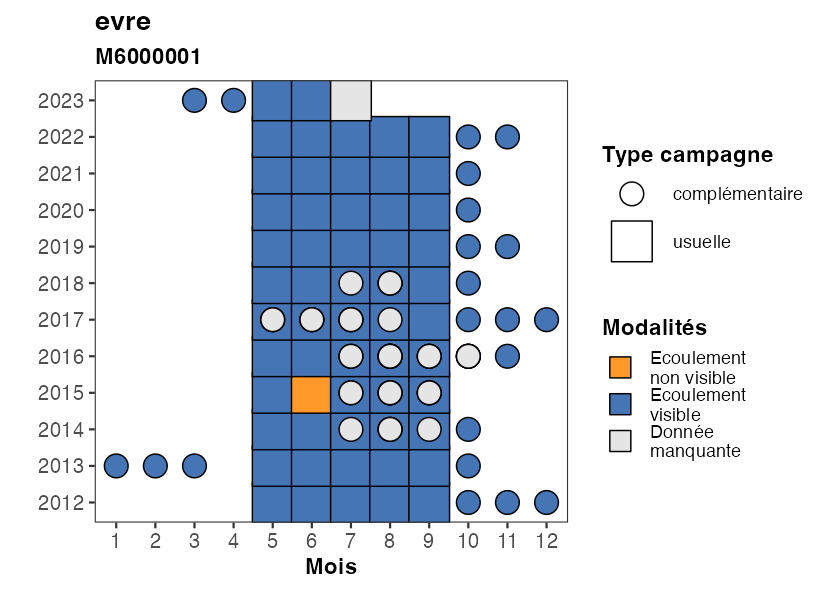 evre
M6000001
2023
2022
2021
2020
2019
2018
2017
2016
2015
2014
2013
2012
1 2 3 4 5 6 7 8 9 10 11 12
Mois
Type campagne
complémentaire
usuelle
Modalités
Ecoulement
non visible
Ecoulement
visible
Donnée
manquante